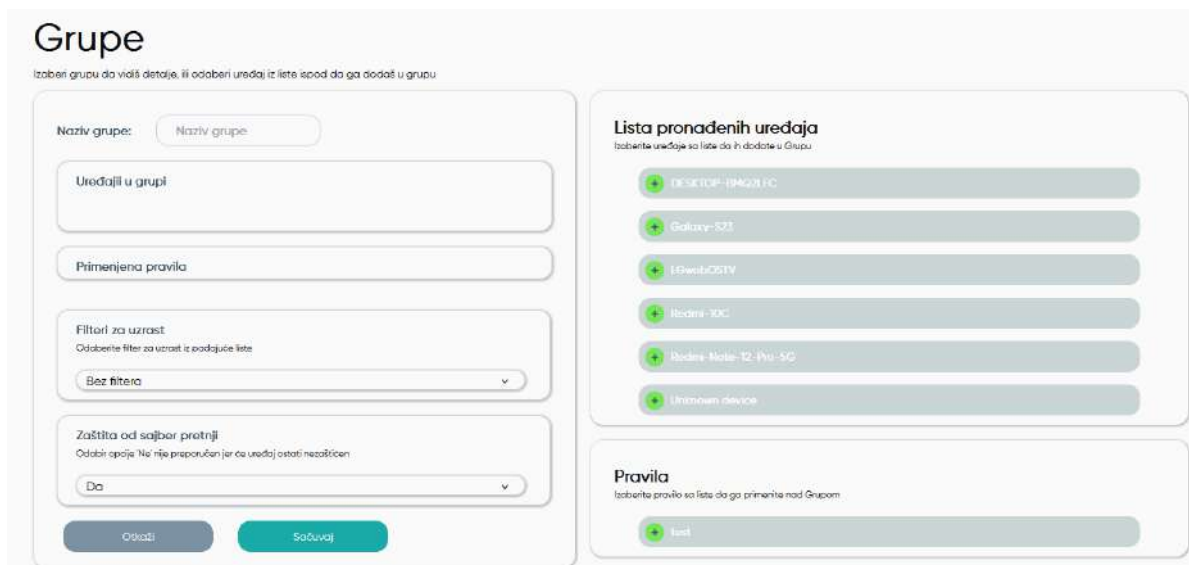 Grupe
Izaberi grupu da vidiš detalje, ili odaberi uređaj iz liste ispod da ga dodaš u grupu
Naziv grupe:
Naziv grupe
Uređaji u grupi
Primenjena pravila
Filteri za uzrast
Odaberite filter za uzrast iz padajuće liste
Bez filtera
Zaštita od sajber pretnji
Odabir opcije 'Ne' nije preporučen jer će uređaj ostati nezaštićen
Da
Otkaži
Sačuvaj
Lista pronađenih uređaja
Izaberite uređaje sa liste da ih dodate u Grupu
Galaxy-S23
LGwebOSTV
Redmi-10C
Redmi-Note-12-Pro-5G
Unknown device
Pravila
Izaberite pravilo sa liste da ga primenite nad Grupom
test